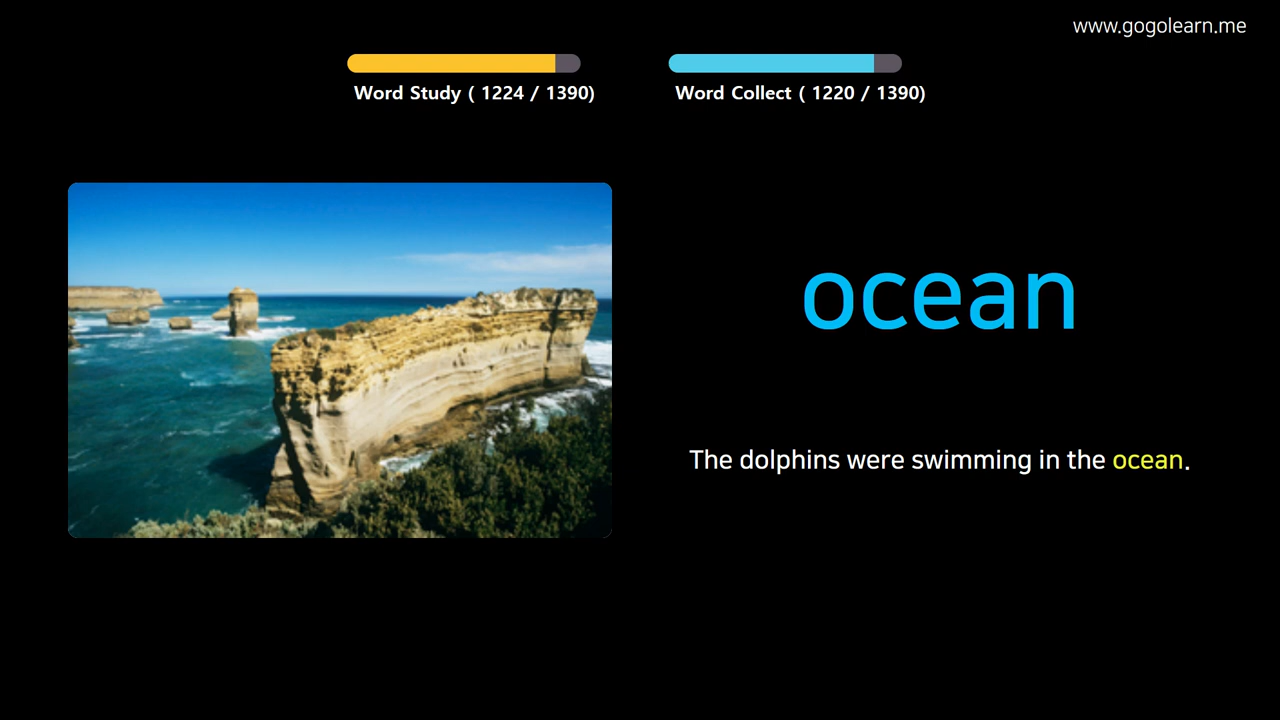 www.gogolearn.me
Word Study ( 1224 / 1390)
Word Collect ( 1220 / 1390)
ocean
The dolphins were swimming in the ocean.